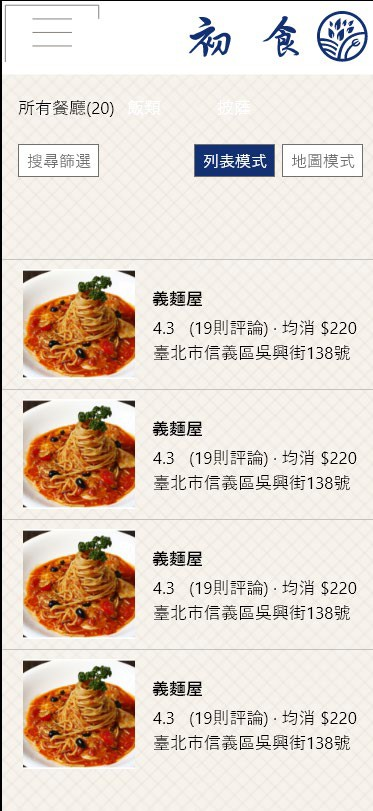 初食
所有餐廳(20) 飯類 披薩
搜尋篩選 列表模式 地圖模式
義麵屋
4.3 (19則評論) · 均消 $220
臺北市信義區吳興街138號
義麵屋
4.3 (19則評論) · 均消 $220
臺北市信義區吳興街138號
義麵屋
4.3 (19則評論) · 均消 $220
臺北市信義區吳興街138號
義麵屋
4.3 (19則評論) · 均消 $220
臺北市信義區吳興街138號